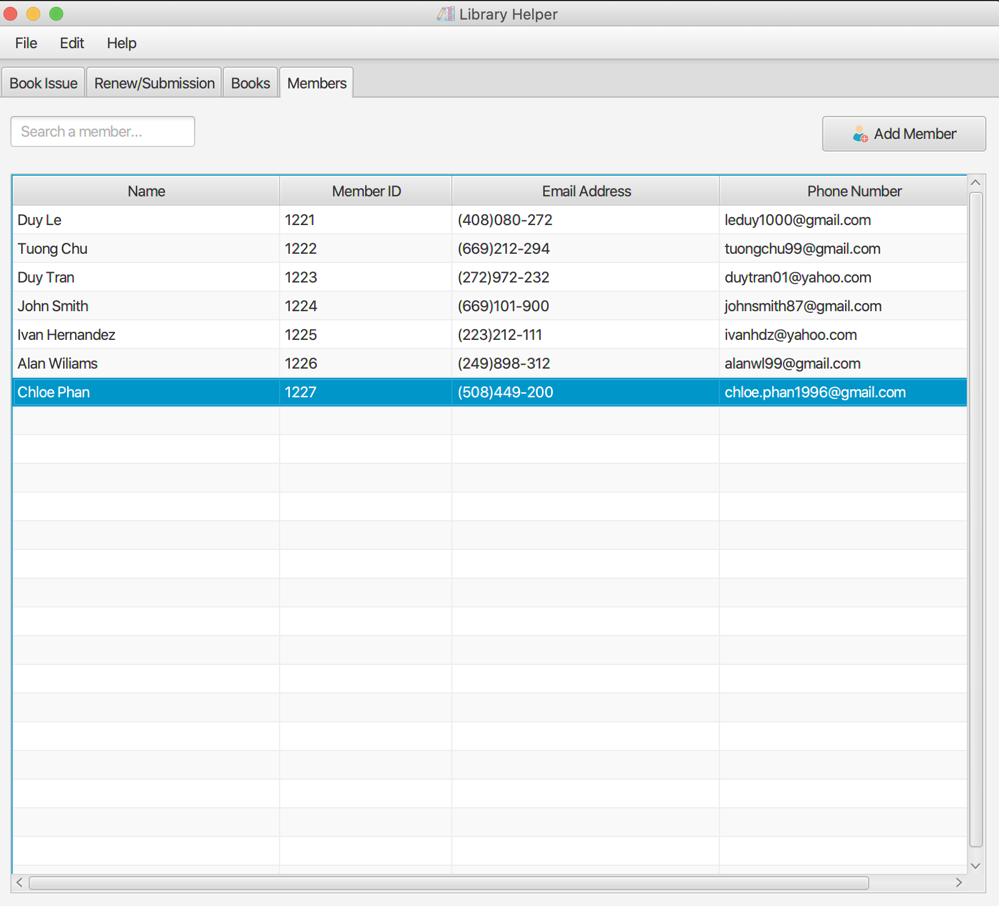 Library Helper
File Edit Help
Book Issue Renew/Submission Books Members
Search a member... Add Member
Name Member ID Email Address Phone Number
Duy Le 1221 (408)080-272 leduy1000@gmail.com
Tuong Chu 1222 (669)212-294 tuongchu99@gmail.com
Duy Tran 1223 (272)972-232 duytran01@yahoo.com
John Smith 1224 (669)101-900 johnsmith87@gmail.com
Ivan Hernandez 1225 (223)212-111 ivanhdz@yahoo.com
Alan Wiliams 1226 (249)898-312 alanwl99@gmail.com
Chloe Phan 1227 (508)449-200 chloe.phan1996@gmail.com